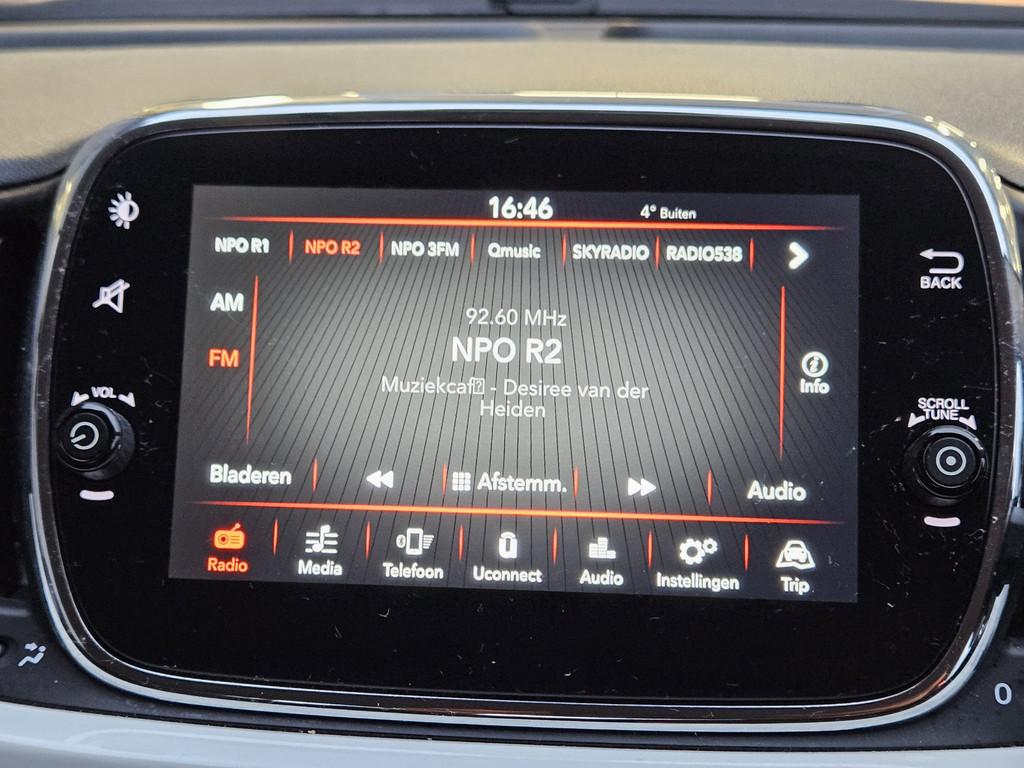 16:46
4° Buiten
NPO R1
NPO R2
NPO 3FM
Qmusic
SKYRADIO
RADIO538
BACK
AM
92.60 MHz
NPO R2
FM
Info
Muziekcaf⍰ - Desiree van der
Heiden
VOL
SCROLL
TUNE
Bladeren
Afstemm.
Audio
Radio
Media
Telefoon
Uconnect
Audio
Instellingen
Trip
0